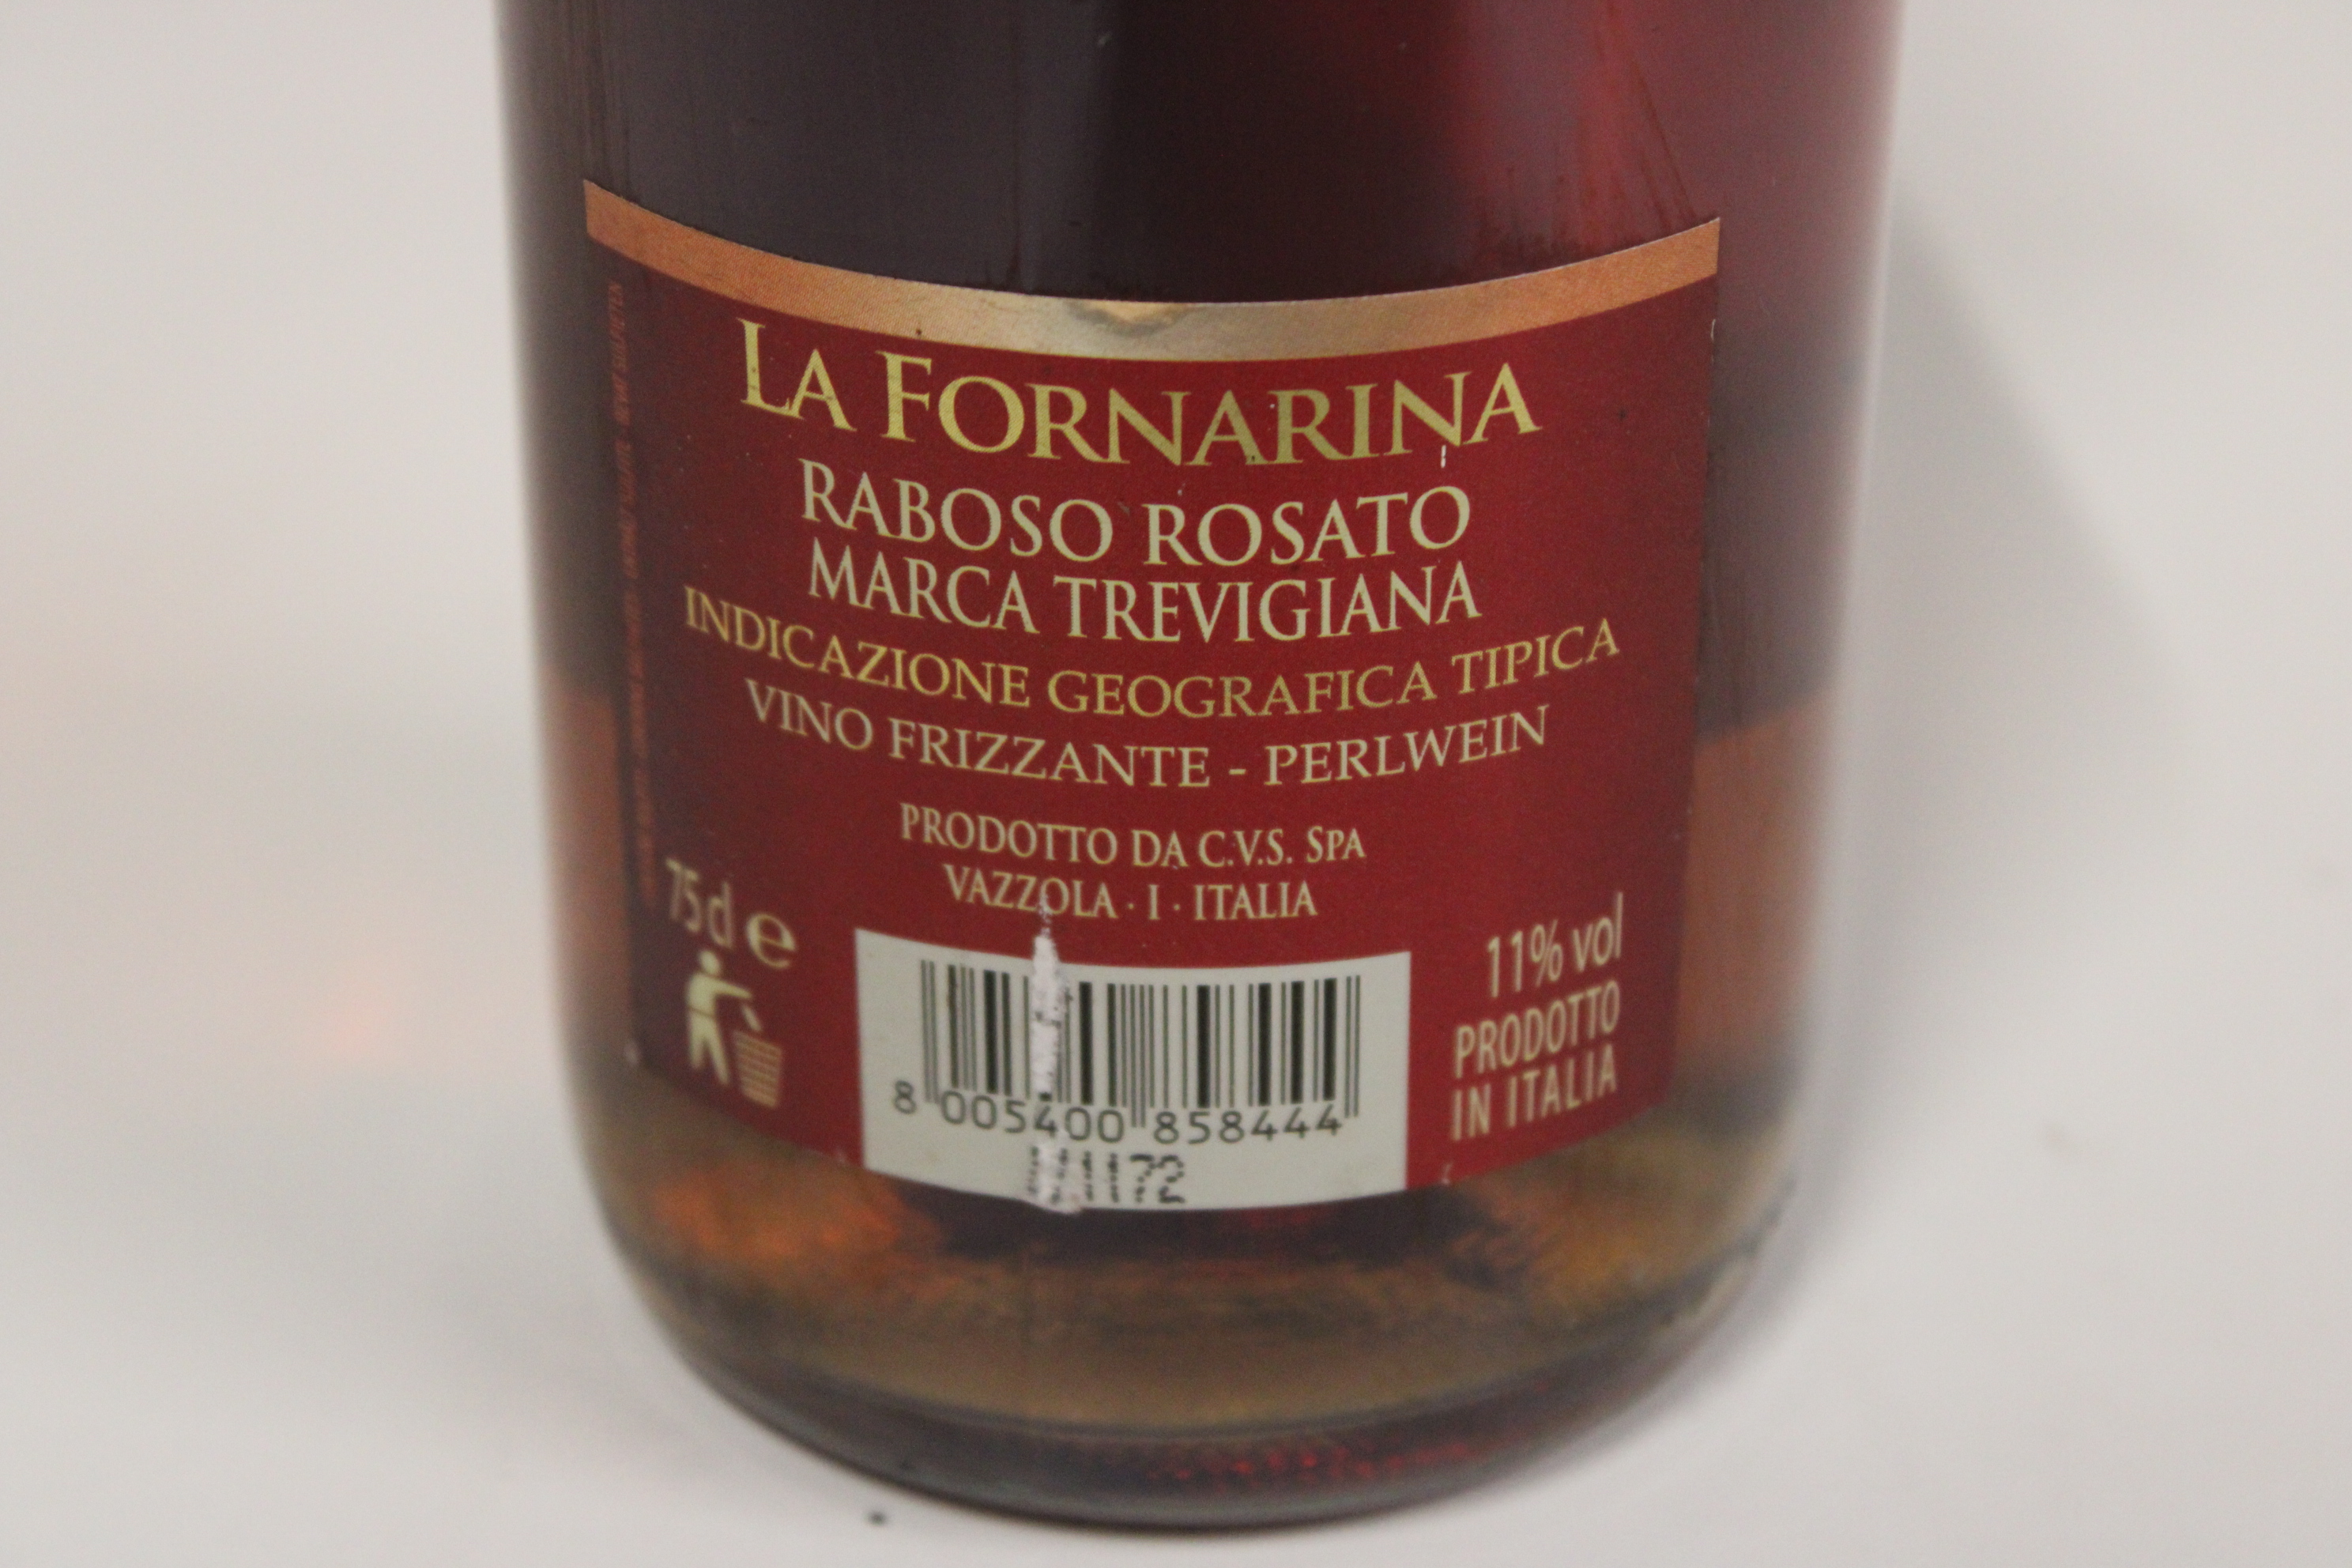 LA FORNARINA
RABOSO ROSATO
MARCA TREVIGIANA
INDICAZIONE GEOGRAFICA TIPICA
VINO FRIZZANTE - PERLWEIN
PRODOTTO DA C.V.S. SPA
VAZZOLA · I · ITALIA
75cl e
11% vol
PRODOTTO
IN ITALIA
8 005400 858444